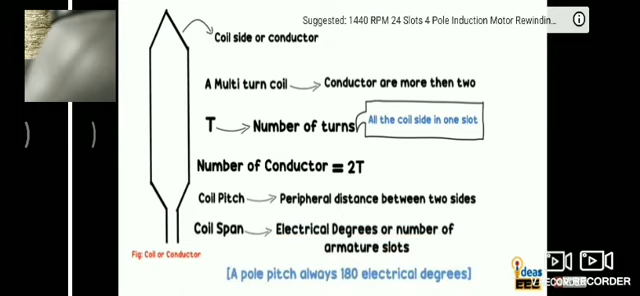 Suggested: 1440 RPM 24 Slots 4 Pole Induction Motor Rewindin...
Coil side or conductor
A Multi turn coil Conductor are more then two
T Number of turns All the coil side in one slot
Number of Conductor = 2T
Coil Pitch Peripheral distance between two sides
Coil Span Electrical Degrees or number of
armature slots
Fig: Coil or Conductor
[A pole pitch always 180 electrical degrees]
ideas
EEE
RECORDER